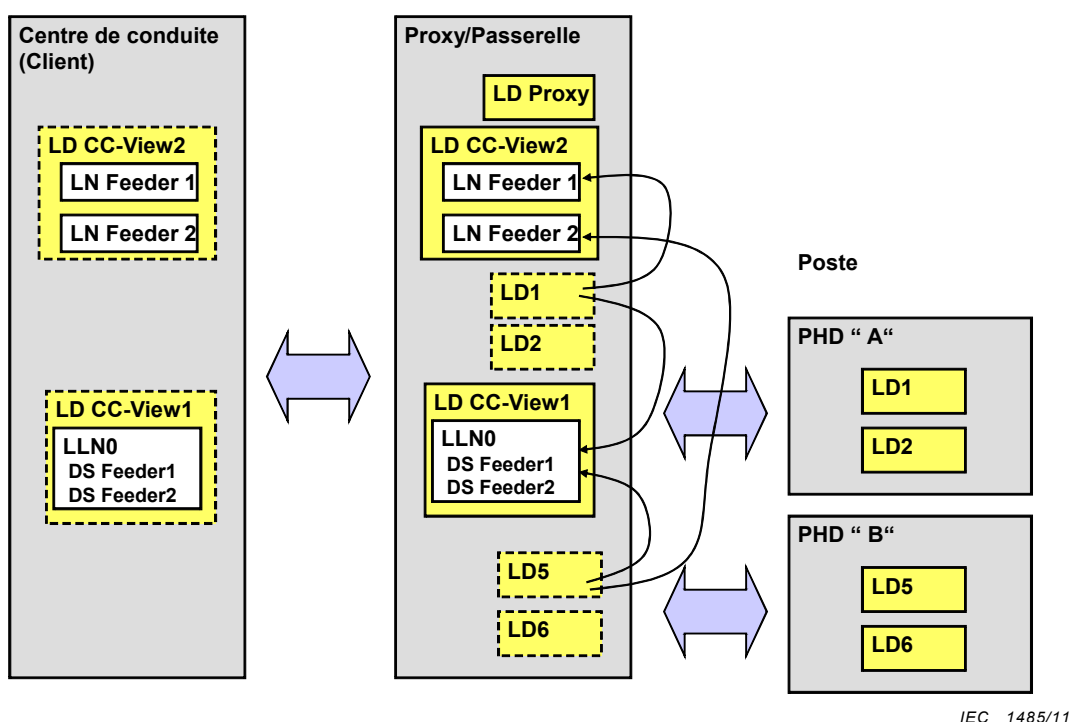 Centre de conduite
(Client)
LD CC-View2
LN Feeder 1
LN Feeder 2
LD CC-View1
LLN0
DS Feeder1
DS Feeder2
Proxy/Passerelle
LD Proxy
LD CC-View2
LN Feeder 1
LN Feeder 2
LD1
LD2
LD CC-View1
LLN0
DS Feeder1
DS Feeder2
LD5
LD6
Poste
PHD “ A“
LD1
LD2
PHD “ B“
LD5
LD6
IEC 1485/11